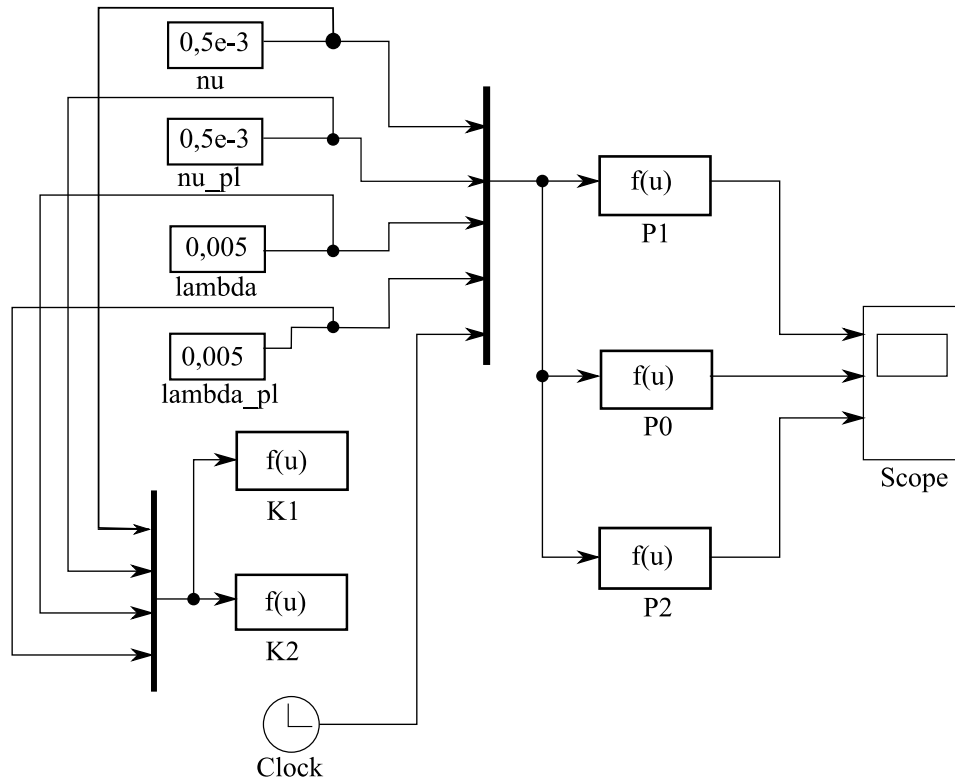 0,5e-3
nu
0,5e-3
nu_pl
0,005
lambda
0,005
lambda_pl
f(u)
K1
f(u)
K2
Clock
f(u)
P1
f(u)
P0
f(u)
P2
Scope